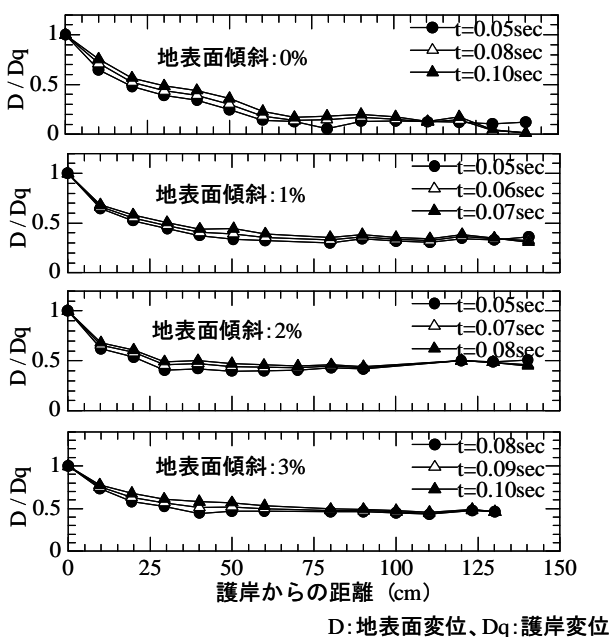 1
0.5
0
D / Dq
地表面傾斜:0%
t=0.05sec
t=0.08sec
t=0.10sec
1
0.5
0
D / Dq
地表面傾斜:1%
t=0.05sec
t=0.06sec
t=0.07sec
1
0.5
0
D / Dq
地表面傾斜:2%
t=0.05sec
t=0.07sec
t=0.08sec
1
0.5
0
D / Dq
地表面傾斜:3%
t=0.08sec
t=0.09sec
t=0.10sec
0 25 50 75 100 125 150
護岸からの距離 (cm)
D:地表面変位、Dq:護岸変位